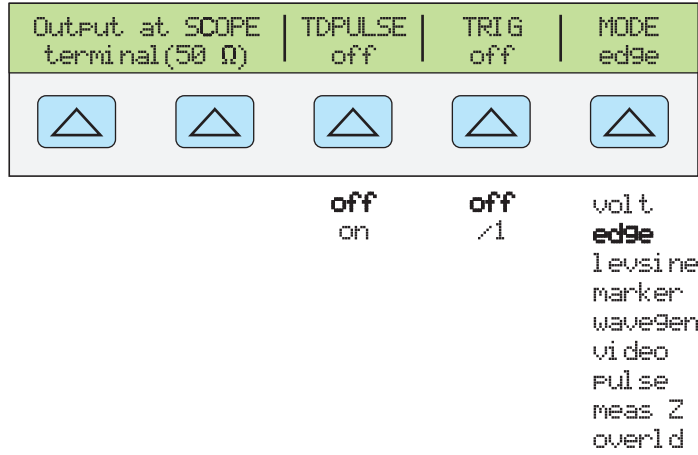 Output at SCOPE
terminal(50 Ω)
TDPULSE
off
TRIG
off
MODE
edge
off
on
off
/1
volt
edge
levsine
marker
wavegen
video
pulse
meas Z
overld